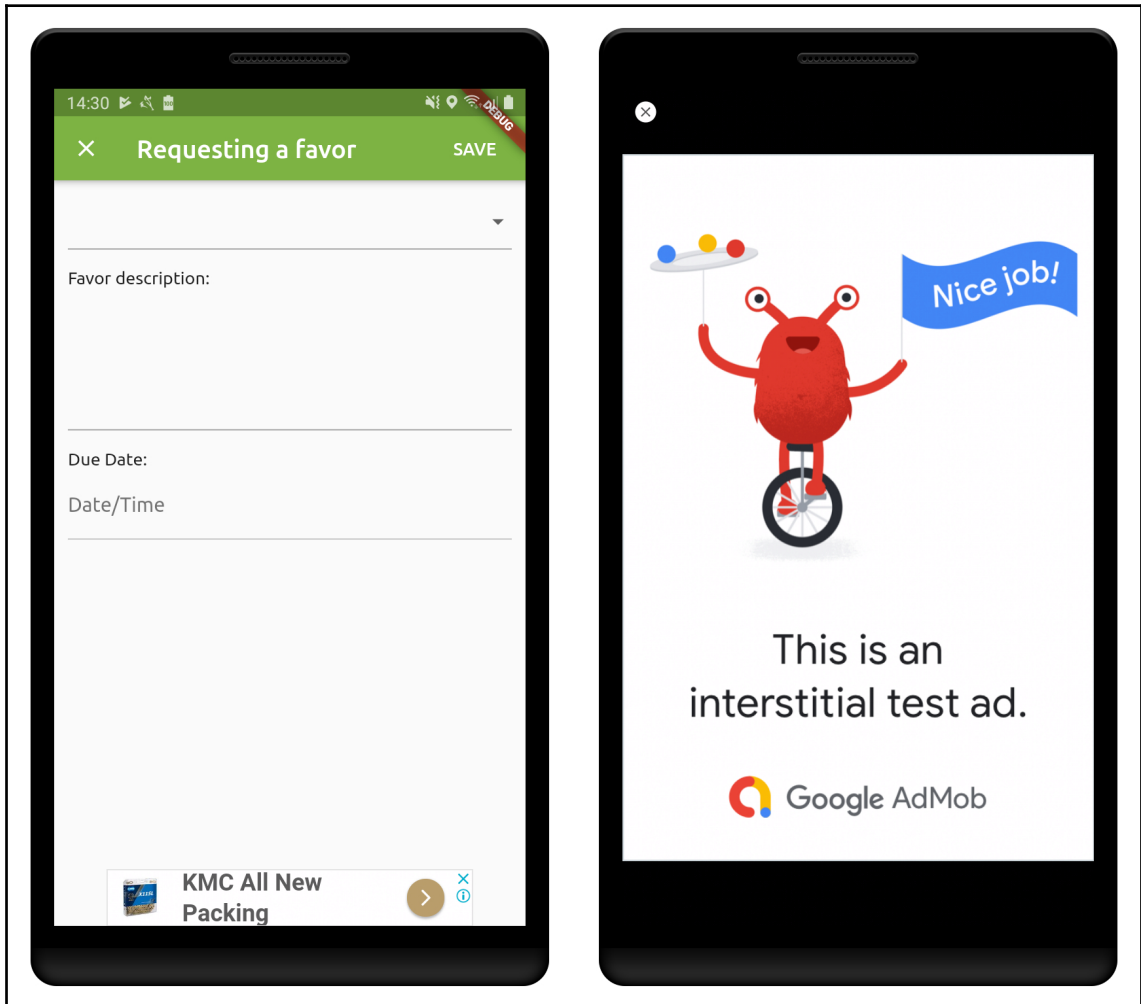 14:30
DEBUG
Requesting a favor
SAVE
Favor description:
Due Date:
Date/Time
KMC All New
Packing
Nice job!
This is an
interstitial test ad.
Google AdMob